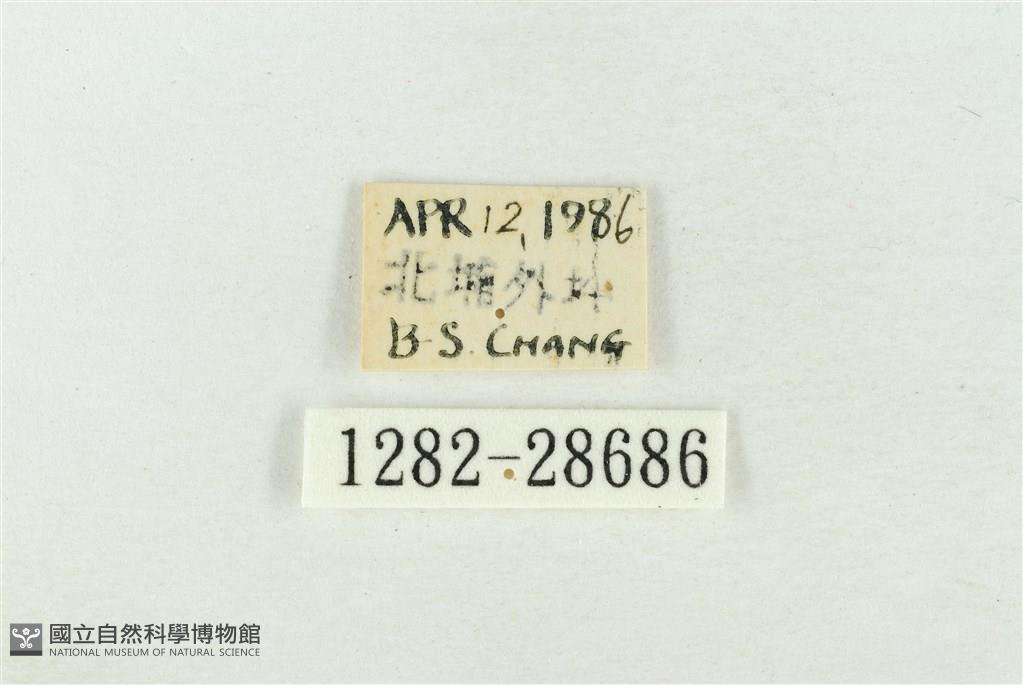 APR 12, 1986
北埔外坪
B.S. CHANG
1282-28686
國立自然科學博物館
NATIONAL MUSEUM OF NATURAL SCIENCE